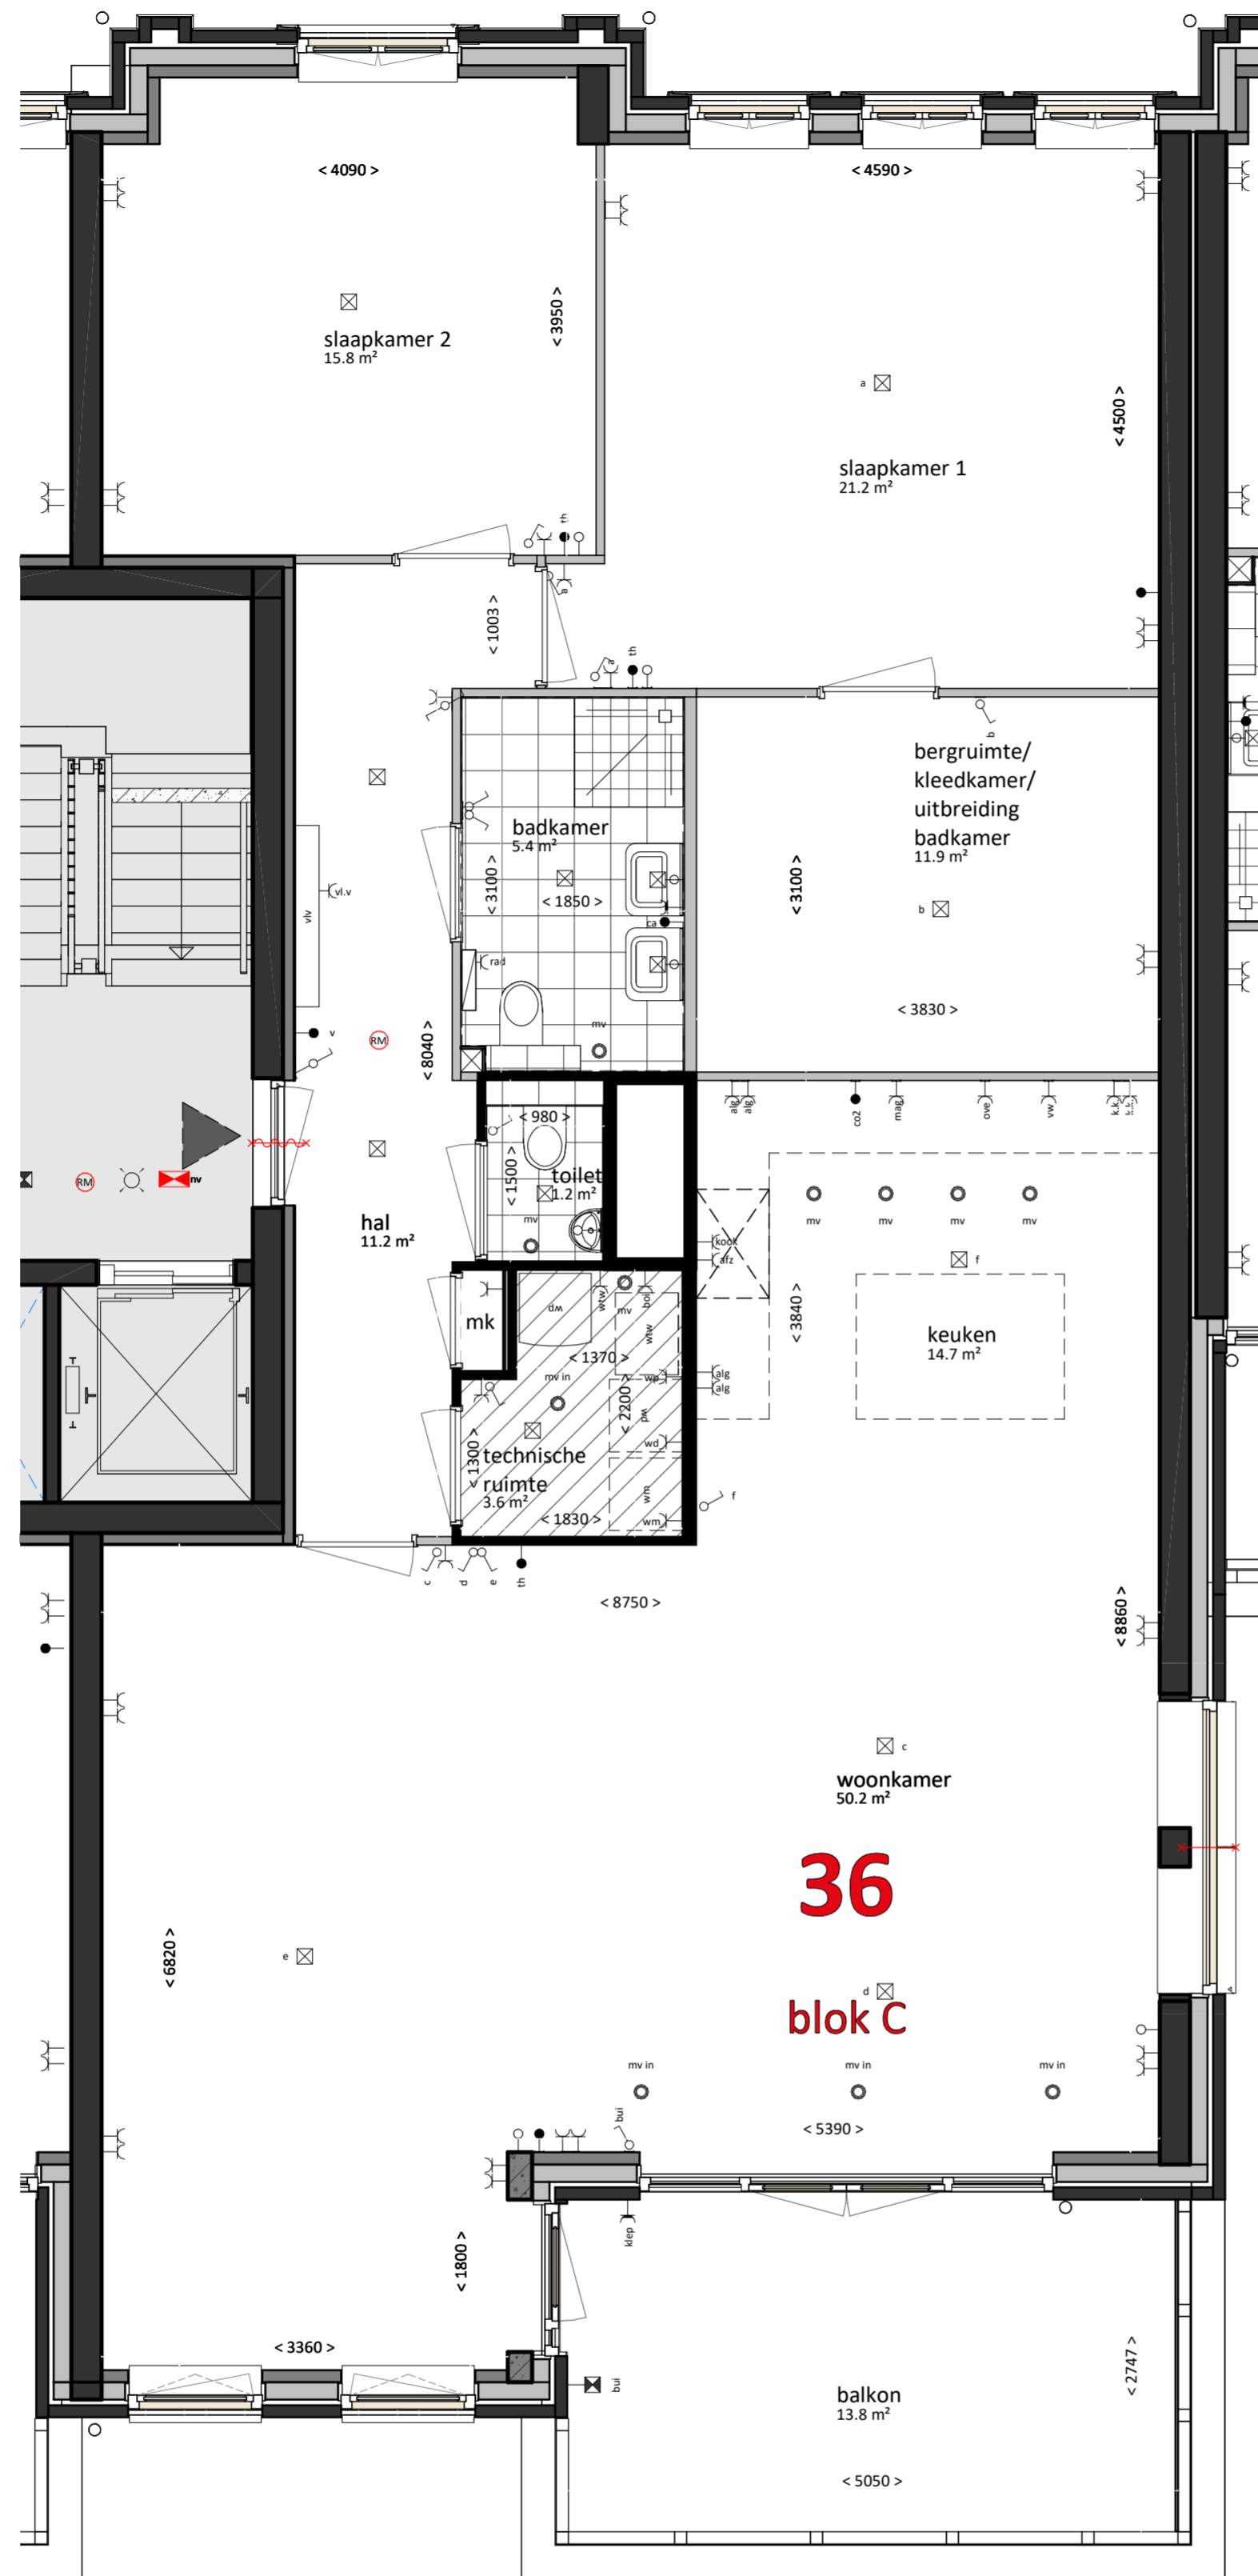 < 4090 >
< 4590 >
< 3950 >
slaapkamer 2
15.8 m²
a
< 4500 >
slaapkamer 1
21.2 m²
th
a
< 1003 >
a
th
b
bergruimte/
kleedkamer/
uitbreiding
badkamer
11.9 m²
badkamer
5.4 m²
< 3100 >
< 1850 >
< 3100 >
vl.v
vlv
b
ca
rad
< 3830 >
mv
v
RM
< 8040 >
alg
alg
co2
mag
ove
vw
k.k.
< 980 >
< 1500 >
toilet
1.2 m²
mv
RM
nv
mv
mv
mv
mv
hal
11.2 m²
kook
afz
f
mk
wp
wtw
mv
boi
wtw
< 3840 >
keuken
14.7 m²
< 1370 >
mv in
wp
alg
alg
< 2200 >
wd
wd
< 1300 >
technische
ruimte
3.6 m²
wm
wm
f
< 1830 >
c
d
e
th
< 8750 >
< 8860 >
c
woonkamer
50.2 m²
36
< 6820 >
e
d
blok C
mv in
mv in
mv in
bui
< 5390 >
klep
< 1800 >
< 3360 >
bui
< 2747 >
balkon
13.8 m²
< 5050 >